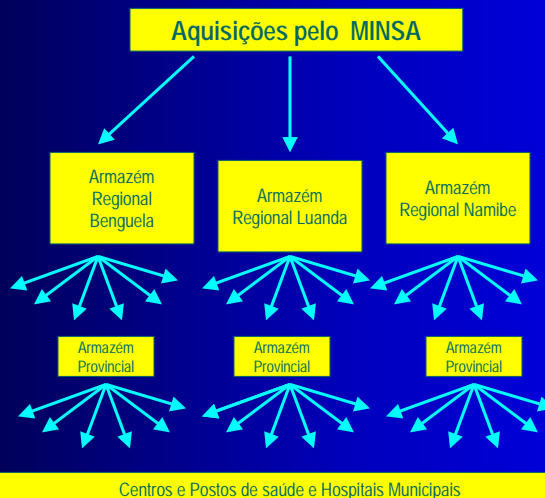 Aquisições pelo MINSA
Armazém
Regional
Benguela
Armazém
Regional Luanda
Armazém
Regional Namibe
Armazém
Provincial
Armazém
Provincial
Armazém
Provincial
Centros e Postos de saúde e Hospitais Municipais